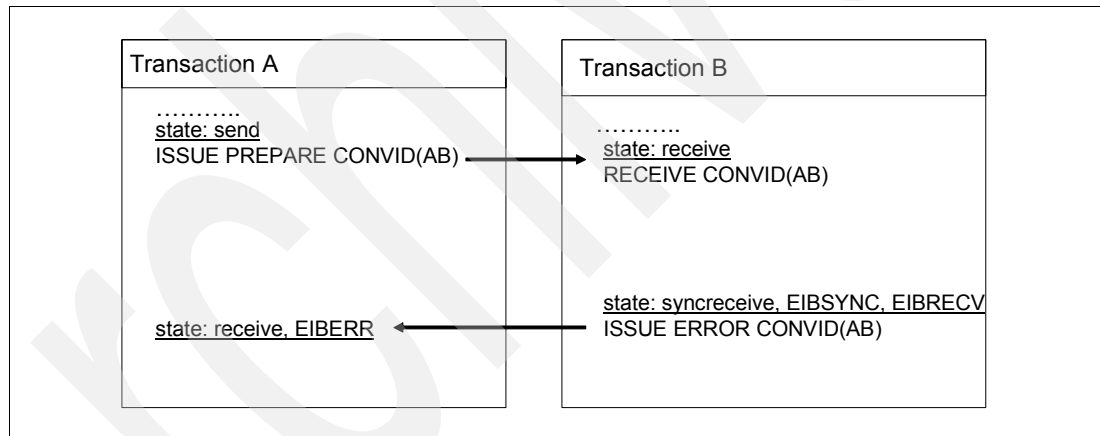 Transaction A
………..
state: send
ISSUE PREPARE CONVID(AB)
state: receive, EIBERR
Transaction B
………..
state: receive
RECEIVE CONVID(AB)
state: syncreceive, EIBSYNC, EIBRECV
ISSUE ERROR CONVID(AB)